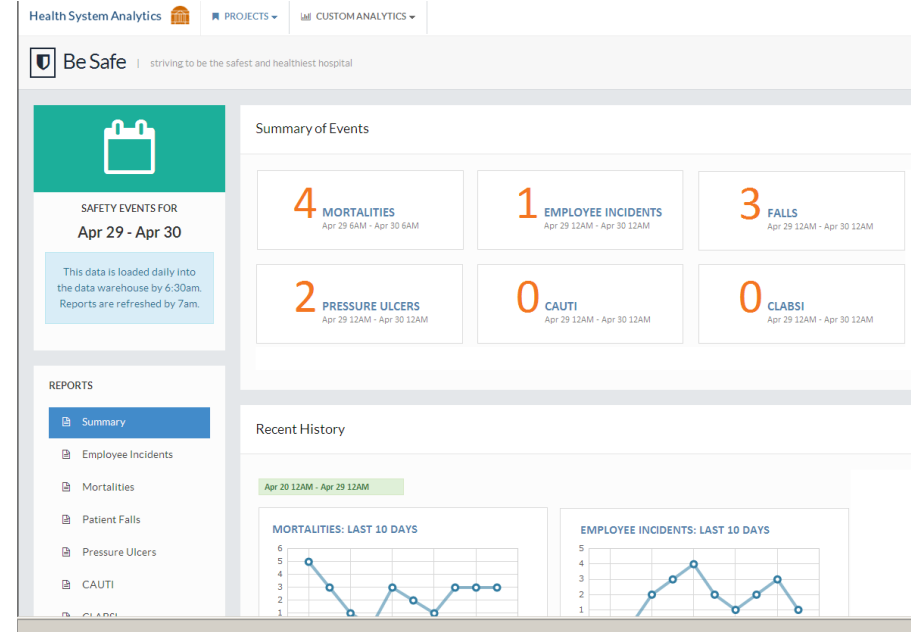 Health System Analytics
PROJECTS
CUSTOM ANALYTICS
Be Safe | striving to be the safest and healthiest hospital
SAFETY EVENTS FOR
Apr 29 - Apr 30
This data is loaded daily into
the data warehouse by 6:30am.
Reports are refreshed by 7am.
REPORTS
Summary
Employee Incidents
Mortalities
Patient Falls
Pressure Ulcers
CAUTI
CLABSI
Summary of Events
4 MORTALITIES
Apr 29 6AM - Apr 30 6AM
1 EMPLOYEE INCIDENTS
Apr 29 12AM - Apr 30 12AM
3 FALLS
Apr 29 12AM - Apr 30 12AM
2 PRESSURE ULCERS
Apr 29 12AM - Apr 30 12AM
0 CAUTI
Apr 29 12AM - Apr 30 12AM
0 CLABSI
Apr 29 12AM - Apr 30 12AM
Recent History
Apr 20 12AM - Apr 29 12AM
MORTALITIES: LAST 10 DAYS
6
5
4
3
2
1
EMPLOYEE INCIDENTS: LAST 10 DAYS
5
4
3
2
1